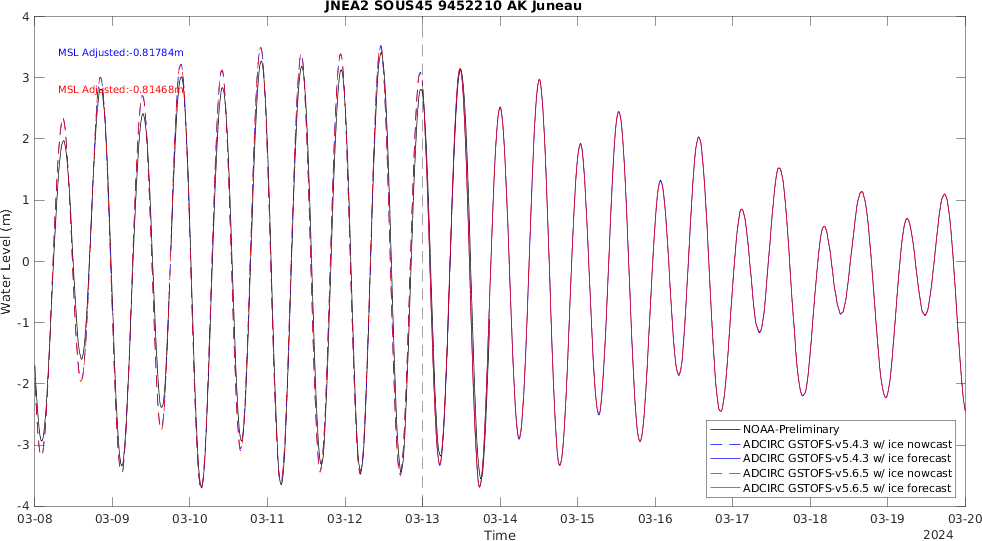 JNEA2 SOUS45 9452210 AK Juneau
4
MSL Adjusted:-0.81784m
3
MSL Adjusted:-0.81468m
2
1
0
Water Level (m)
-1
-2
-3
-4
NOAA-Preliminary
ADCIRC GSTOFS-v5.4.3 w/ ice nowcast
ADCIRC GSTOFS-v5.4.3 w/ ice forecast
ADCIRC GSTOFS-v5.6.5 w/ ice nowcast
ADCIRC GSTOFS-v5.6.5 w/ ice forecast
03-08 03-09 03-10 03-11 03-12 03-13 03-14 03-15 03-16 03-17 03-18 03-19 03-20
Time
2024